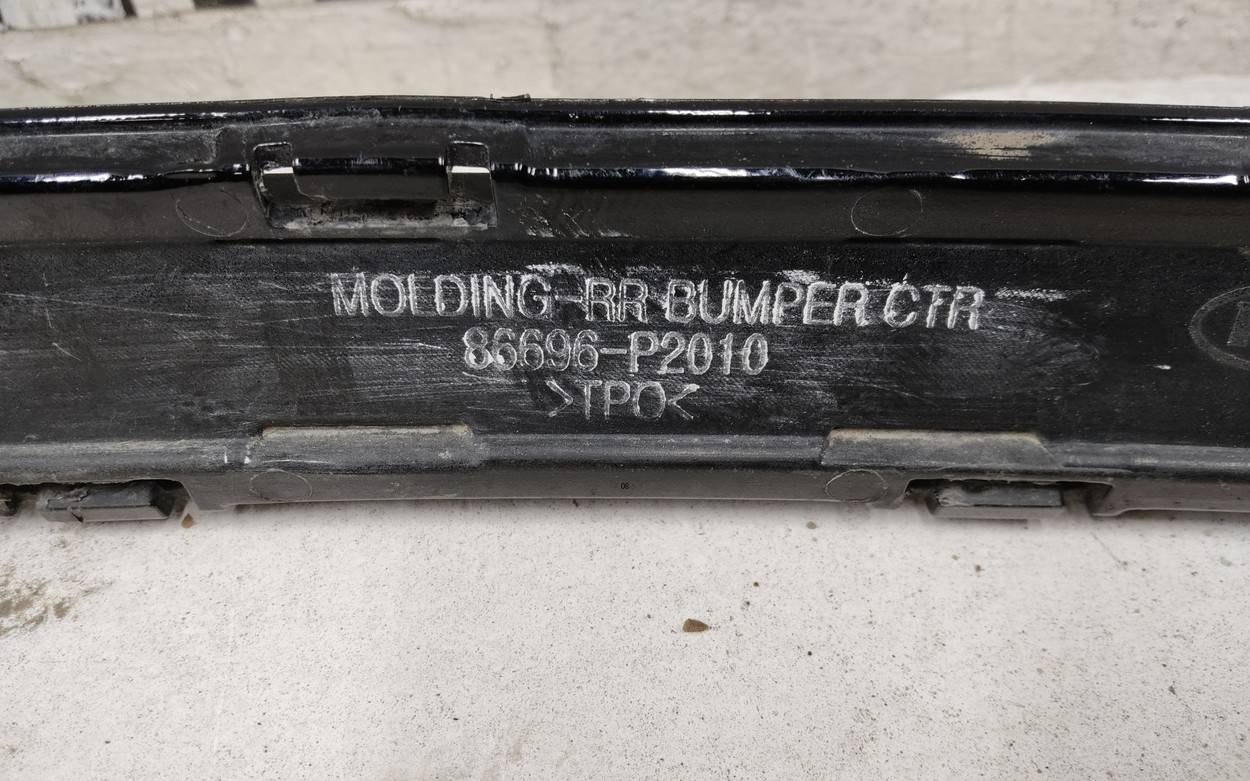 MOLDING-RR BUMPER CTR
86696-P2010
>TPO<